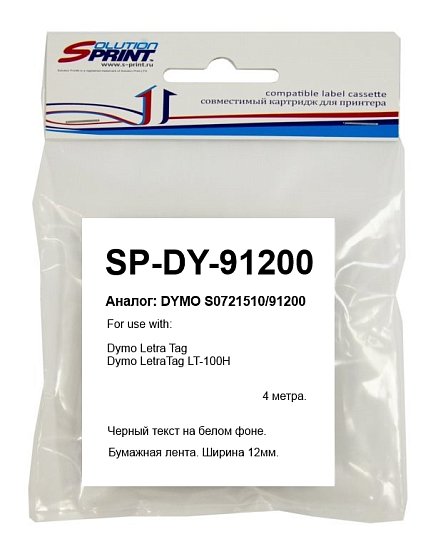 SOLUTION
SPRINT
www.s-print.ru
compatible label cassette
совместимый картридж для принтера
SP-DY-91200
Аналог: DYMO S0721510/91200
For use with:
Dymo Letra Tag
Dymo LetraTag LT-100H
4 метра.
Черный текст на белом фоне.
Бумажная лента. Ширина 12мм.